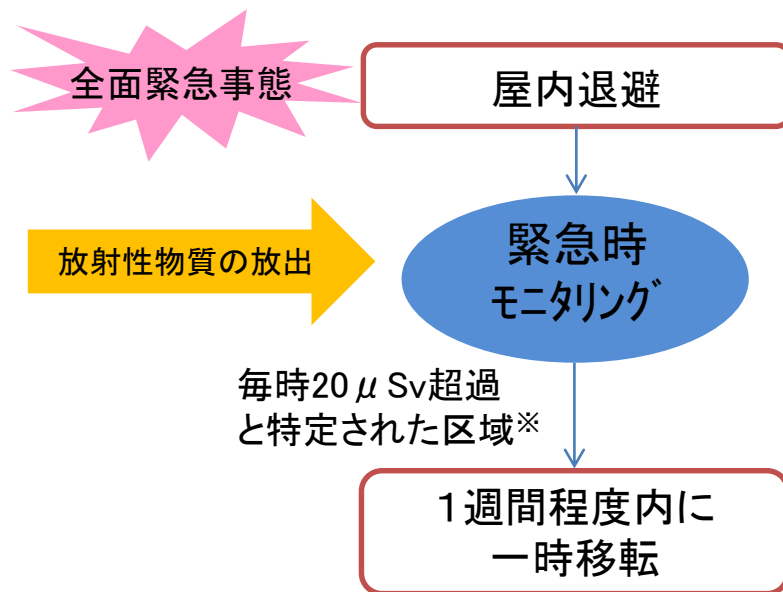 全面緊急事態
屋内退避
放射性物質の放出
緊急時
ﾓﾆﾀﾘﾝｸﾞ
毎時20μSv超過
と特定された区域※
１週間程度内に
一時移転